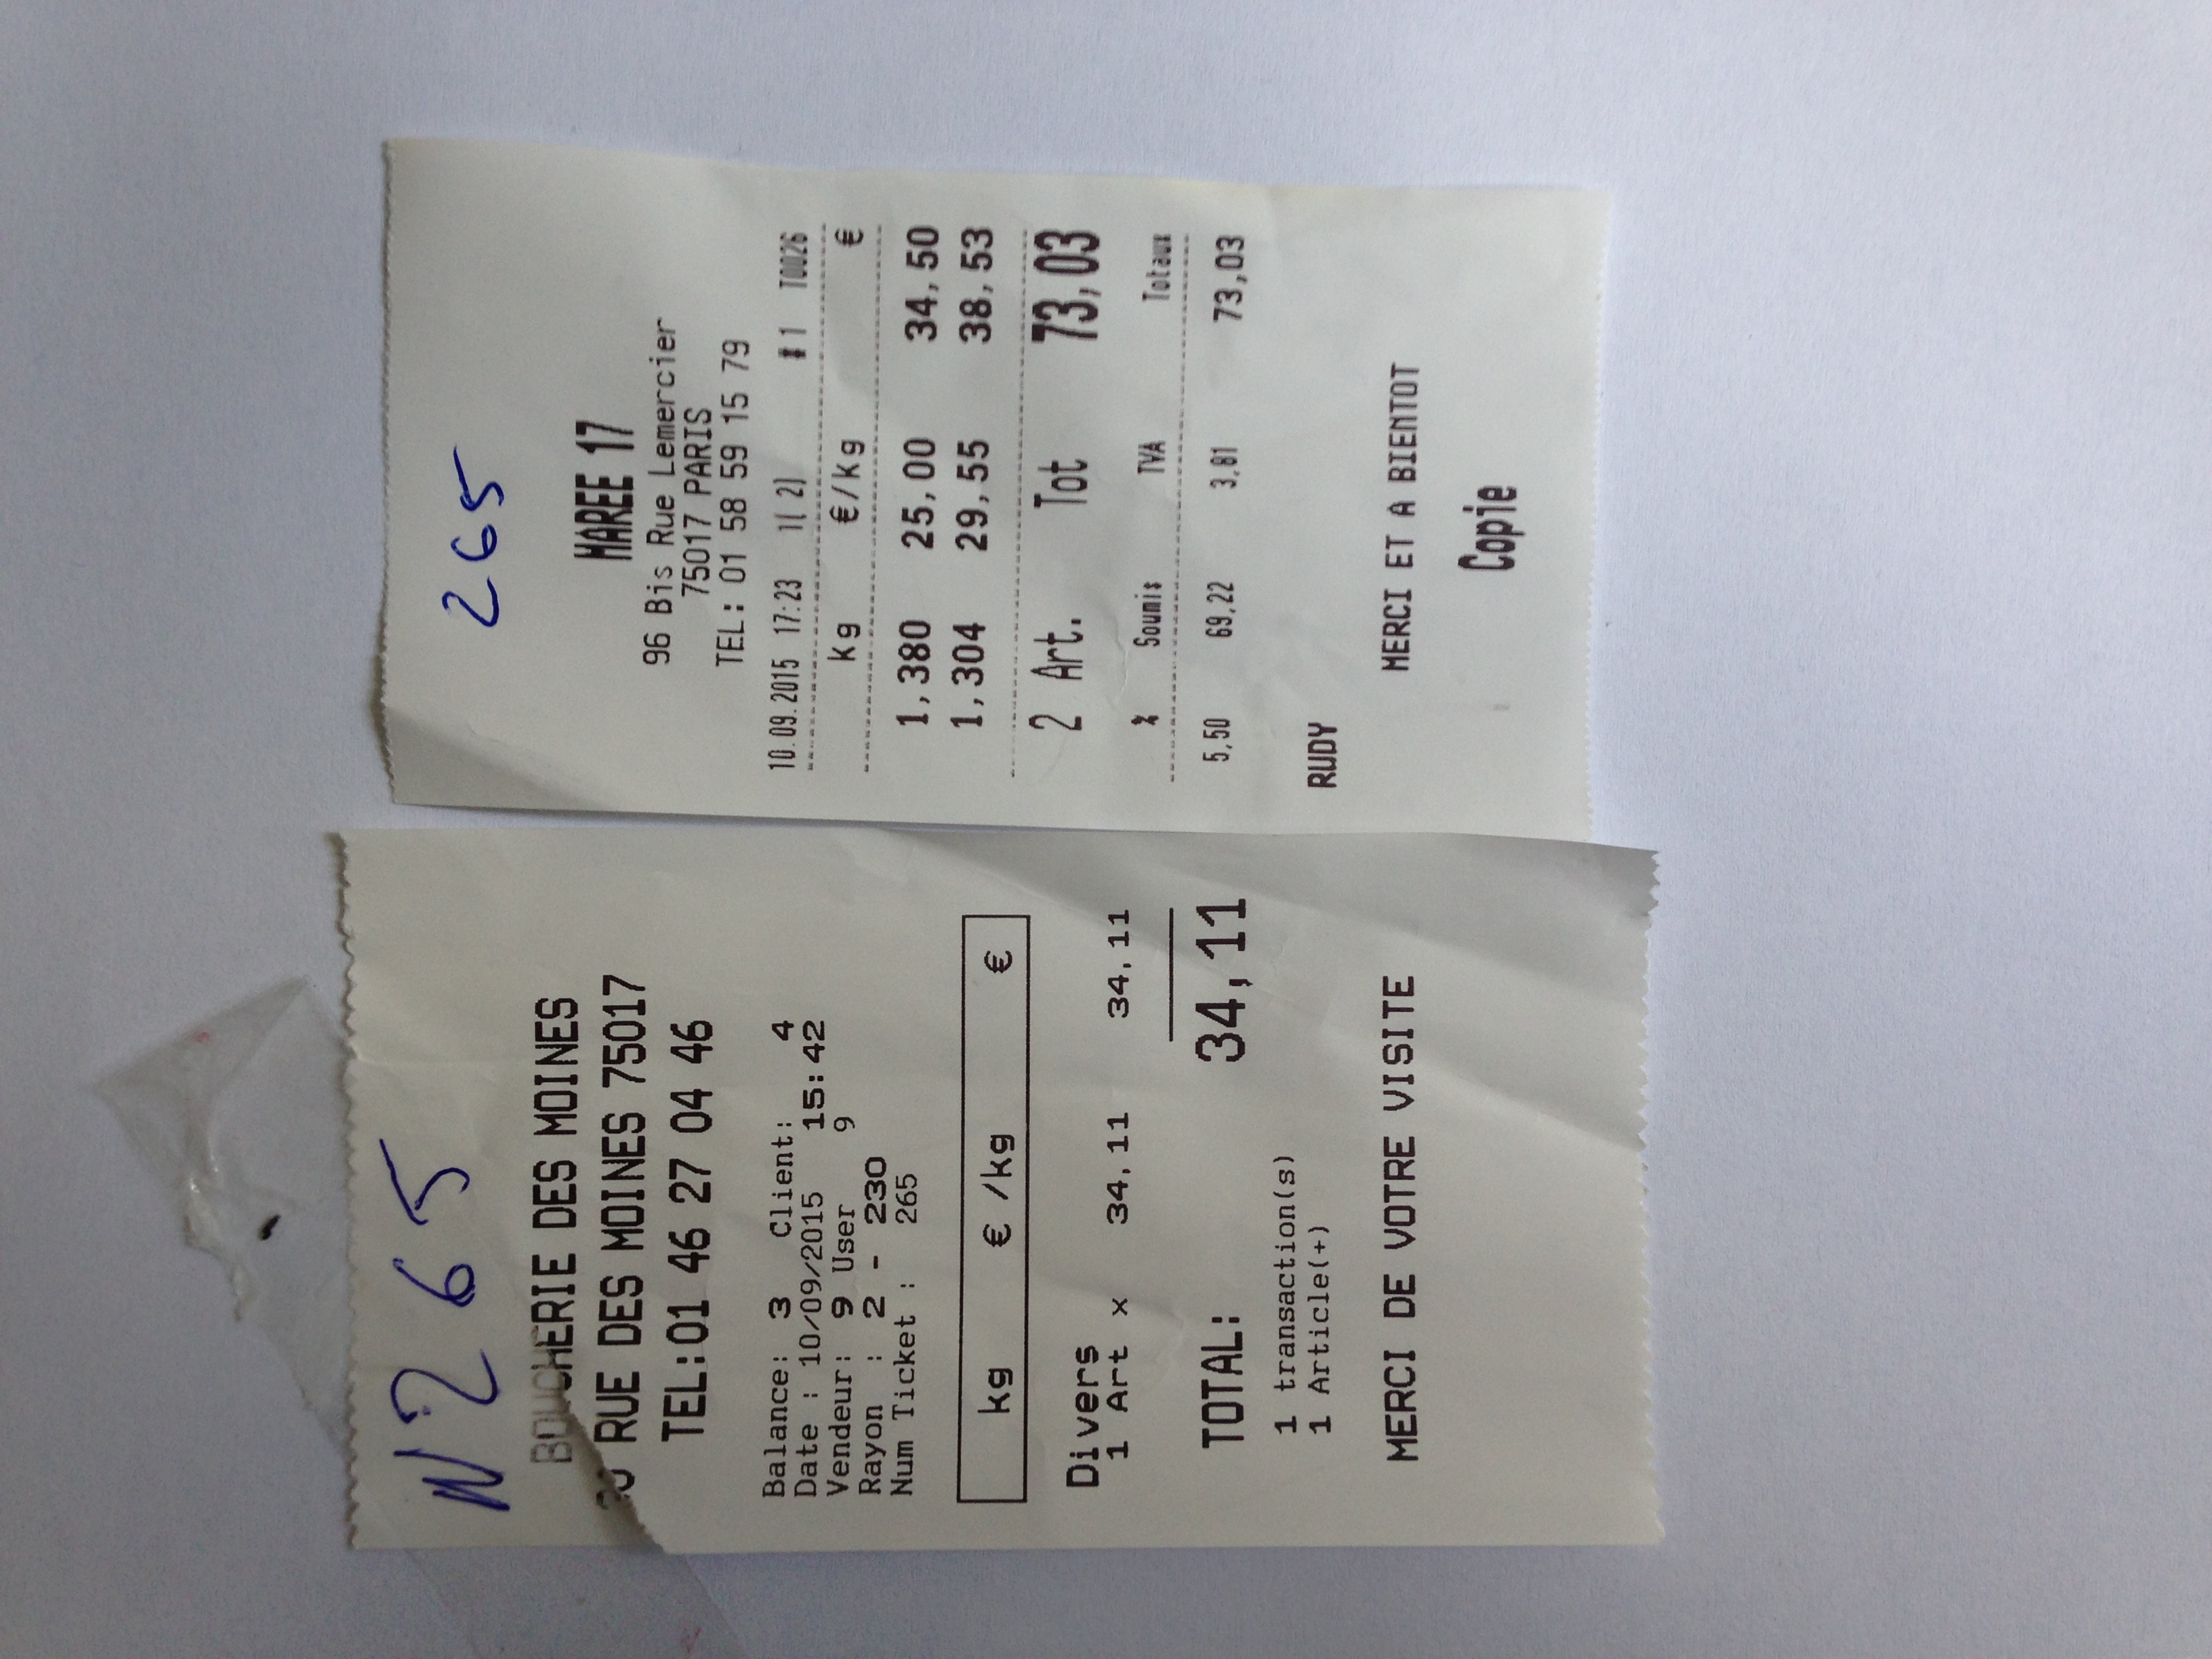 N 265
BOUCHERIE DES MOINES
RUE DES MOINES 75017
TEL:01 46 27 04 46
Balance: 3 Client: 4
Date : 10/09/2015 15:42
Vendeur: 9 User 9
Rayon : 2 - 230
Num Ticket : 265
kg € /kg €
Divers
1 Art x 34,11 34,11
TOTAL: 34,11
1 transaction(s)
1 Article(+)
MERCI DE VOTRE VISITE
265
MAREE 17
96 Bis Rue Lemercier
75017 PARIS
TEL: 01 58 59 15 79
10.09.2015 17:23 1( 2) #1 T0026
kg €/kg €
1,380 25,00 34,50
1,304 29,55 38,53
2 Art. Tot 73,03
% Soumis TVA Totaux
5,50 69,22 3,81 73,03
RUDY
MERCI ET A BIENTOT
Copie